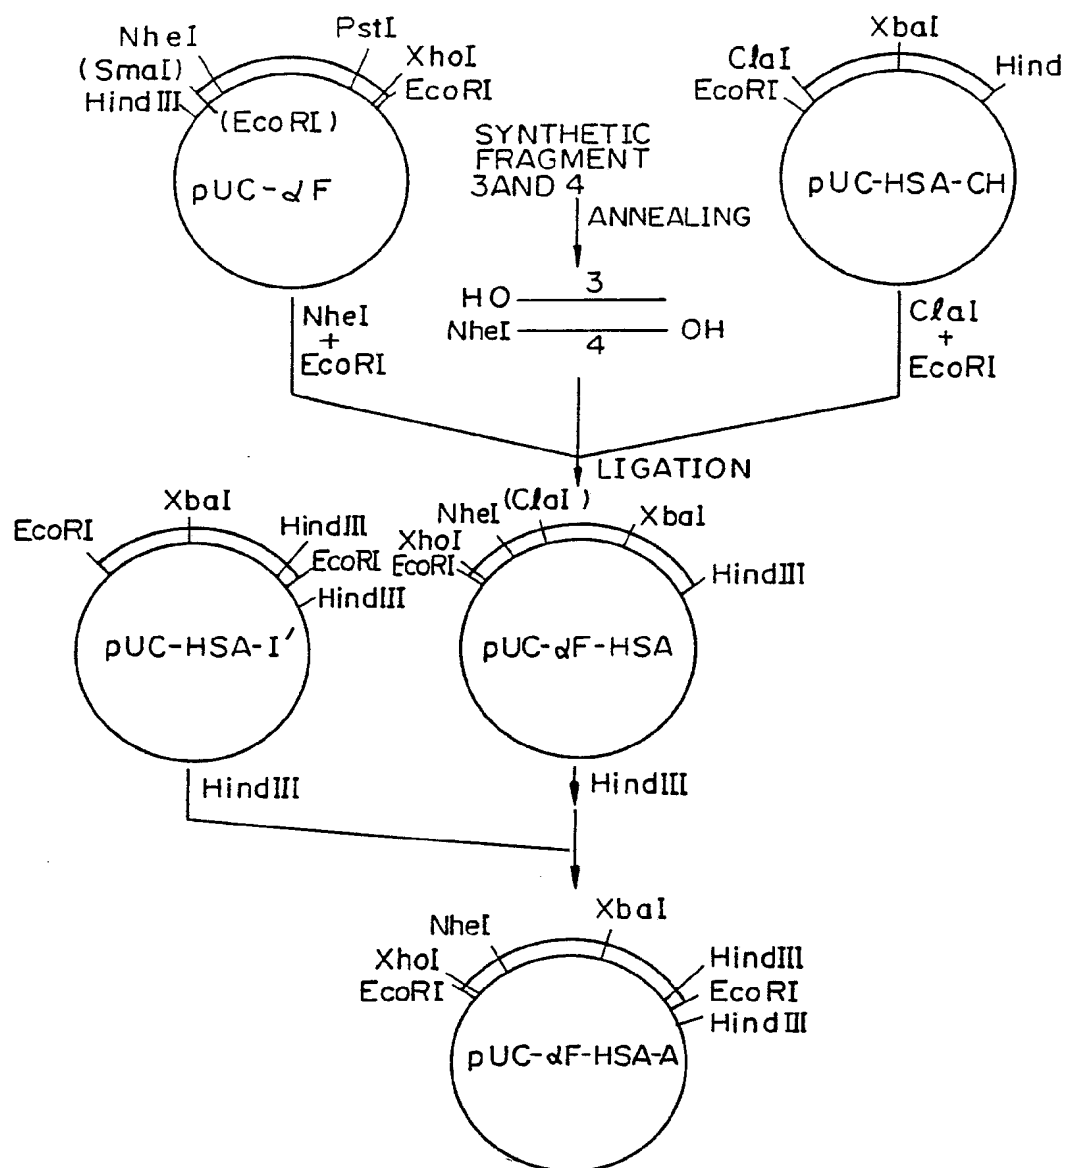 NheI
(SmaI)
HindIII
(EcoRI)
PstI
XhoI
EcoRI
pUC-αF
SYNTHETIC
FRAGMENT
3AND 4
ANNEALING
HO
3
NheI
4
OH
XbaI
ClaI
EcoRI
Hind
pUC-HSA-CH
NheI
+
EcoRI
ClaI
+
EcoRI
LIGATION
EcoRI
XbaI
HindIII
EcoRI
HindIII
pUC-HSA-I′
(ClaI)
NheI
XhoI
EcoRI
XbaI
HindIII
pUC-αF-HSA
HindIII
HindIII
NheI
XbaI
XhoI
EcoRI
HindIII
EcoRI
HindIII
pUC-αF-HSA-A